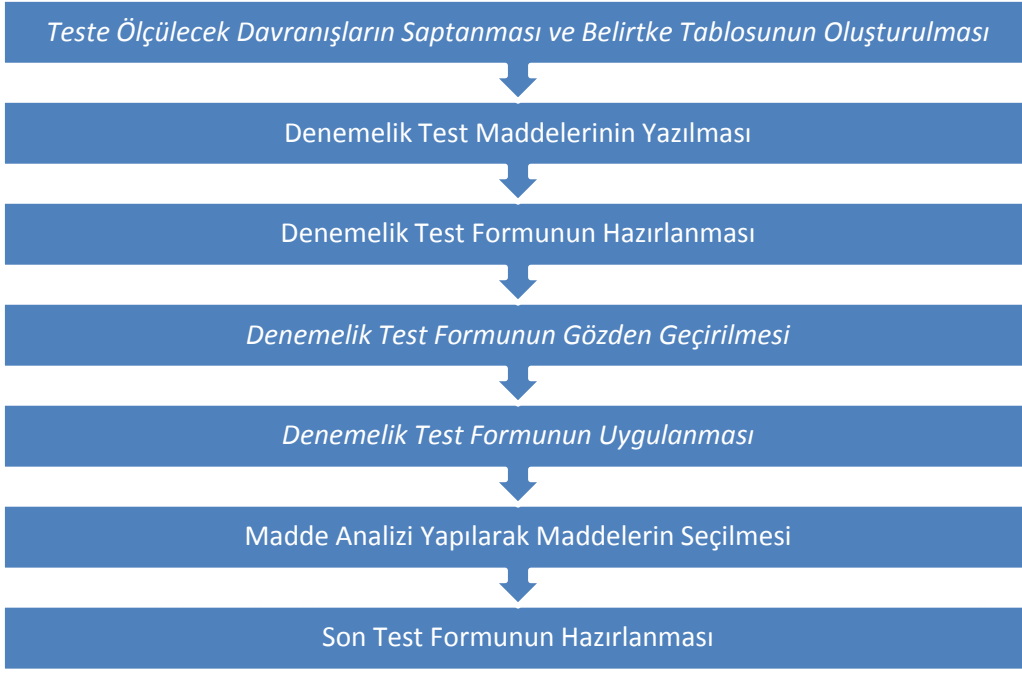 Teste Ölçülecek Davranışların Saptanması ve Belirtke Tablosunun Oluşturulması
Denemelik Test Maddelerinin Yazılması
Denemelik Test Formunun Hazırlanması
Denemelik Test Formunun Gözden Geçirilmesi
Denemelik Test Formunun Uygulanması
Madde Analizi Yapılarak Maddelerin Seçilmesi
Son Test Formunun Hazırlanması